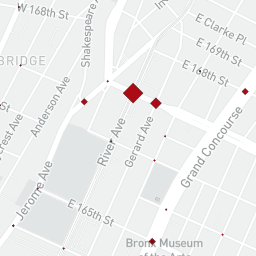 W 168th St
Shakespeare
E Clarke Pl
E 169th St
E 168th St
BRIDGE
Anderson Ave
River Ave
Gerard Ave
Grand Concourse
Jerome Ave
E 165th St
Bronx Museum
of the Arts